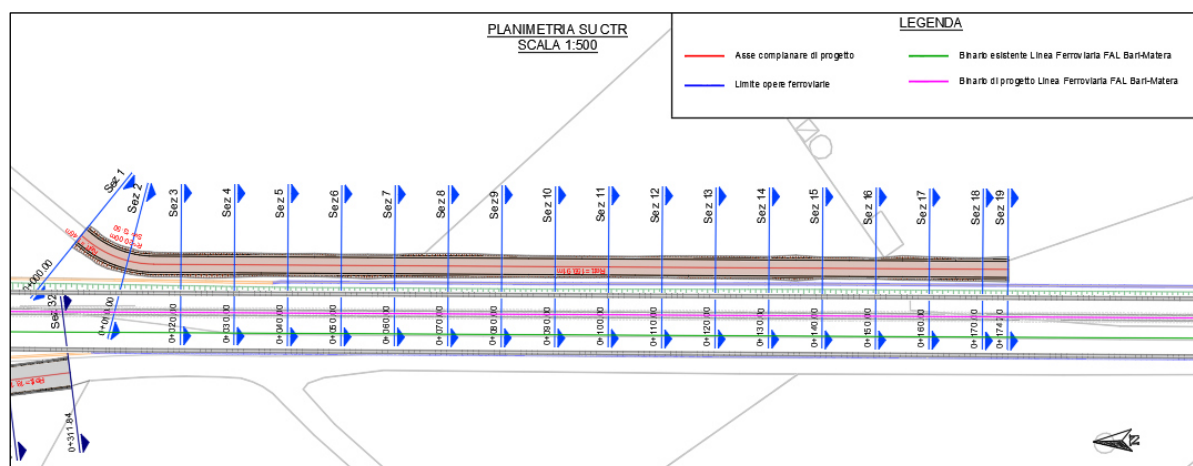 PLANIMETRIA SU CTR
SCALA 1:500
LEGENDA
Asse complanare di progetto
Limite opere ferroviarie
Binario esistente Linea Ferroviaria FAL Bari-Matera
Binario di progetto Linea Ferroviaria FAL Bari-Matera
Sez 1
Sez 2
Sez 3
Sez 4
Sez 5
Sez 6
Sez 7
Sez 8
Sez 9
Sez 10
Sez 11
Sez 12
Sez 13
Sez 14
Sez 15
Sez 16
Sez 17
Sez 18
Sez 19
Sez 32
0+000.00
0+010.00
0+020.00
0+030.00
0+040.00
0+050.00
0+060.00
0+070.00
0+080.00
0+090.00
0+100.00
0+110.00
0+120.00
0+130.00
0+140.00
0+150.00
0+160.00
0+170.00
0+311.84
N